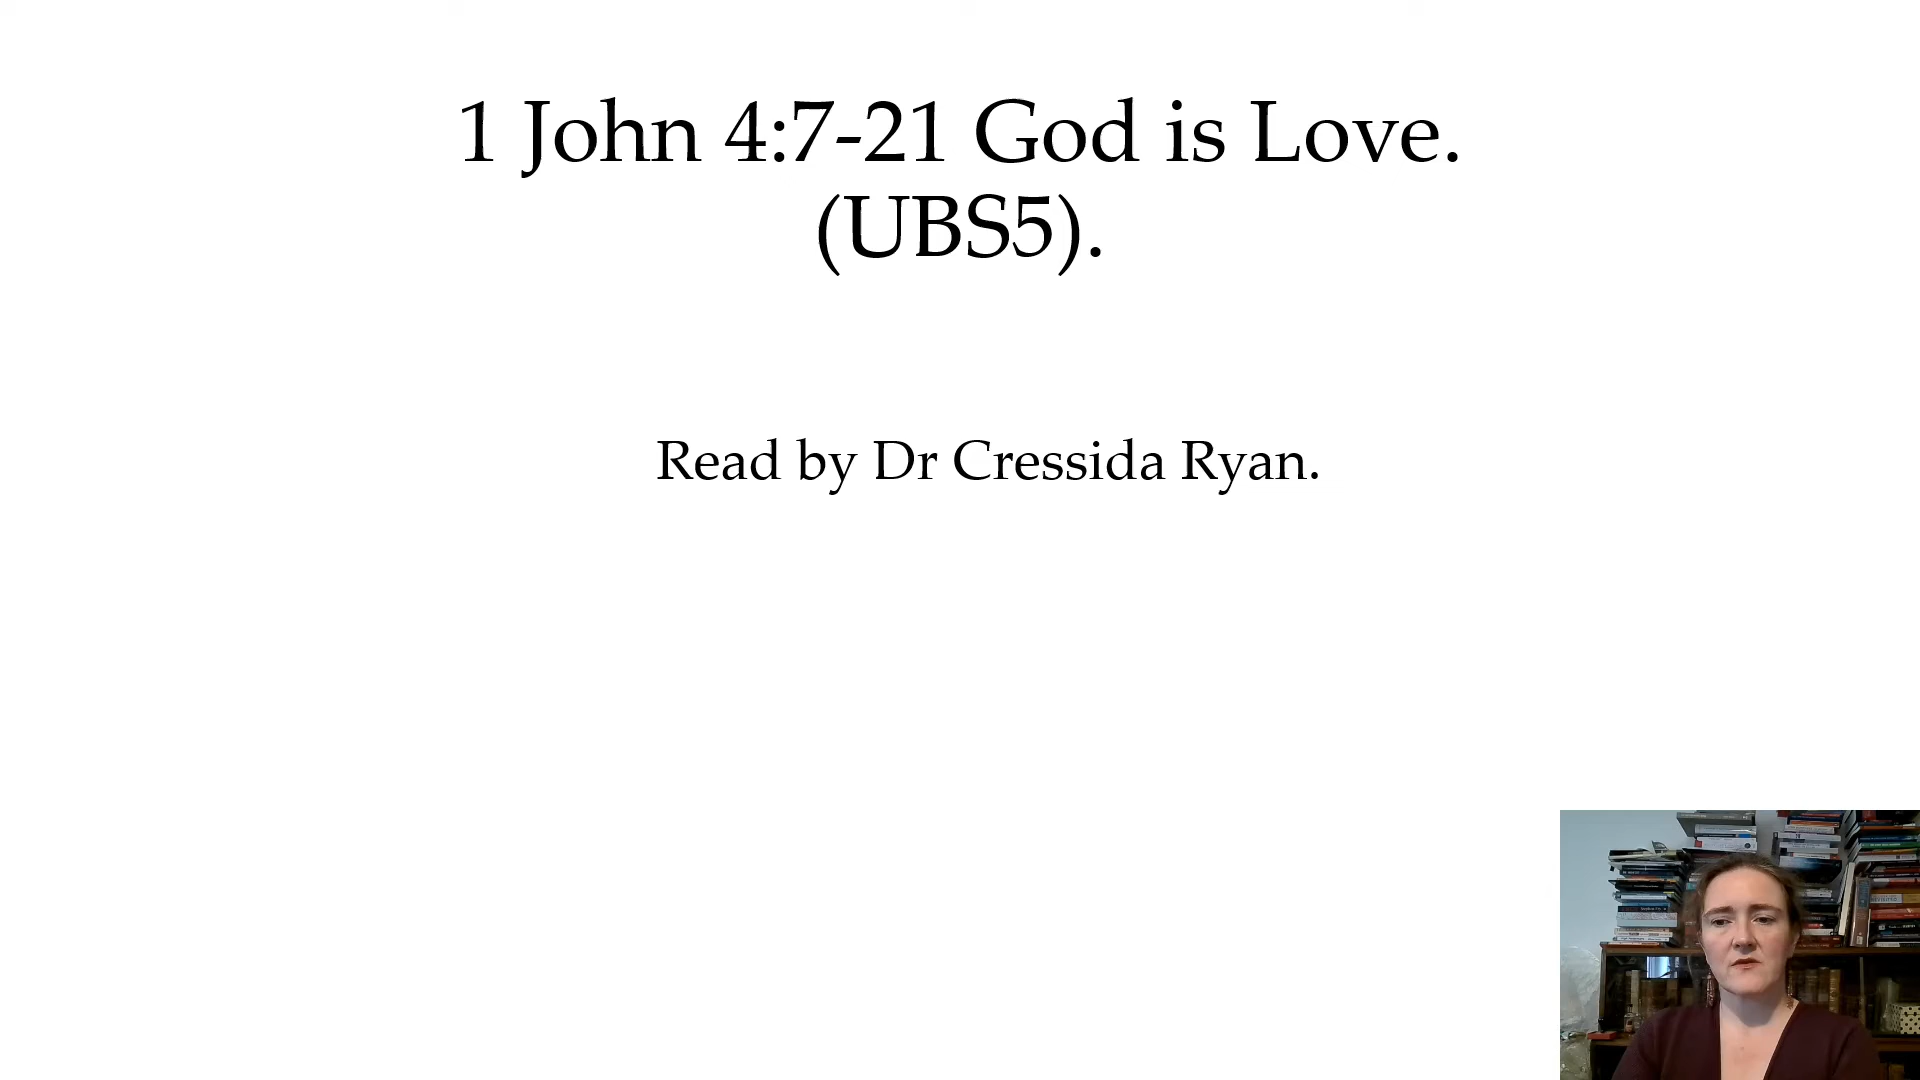 1 John 4:7-21 God is Love.
(UBS5).
Read by Dr Cressida Ryan.